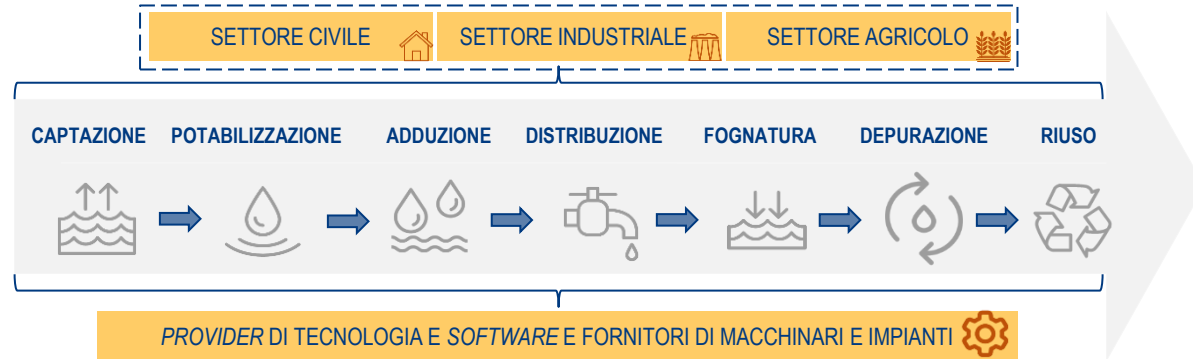 SETTORE CIVILE
SETTORE INDUSTRIALE
SETTORE AGRICOLO
CAPTAZIONE
POTABILIZZAZIONE
ADDUZIONE
DISTRIBUZIONE
FOGNATURA
DEPURAZIONE
RIUSO
PROVIDER DI TECNOLOGIA E SOFTWARE E FORNITORI DI MACCHINARI E IMPIANTI